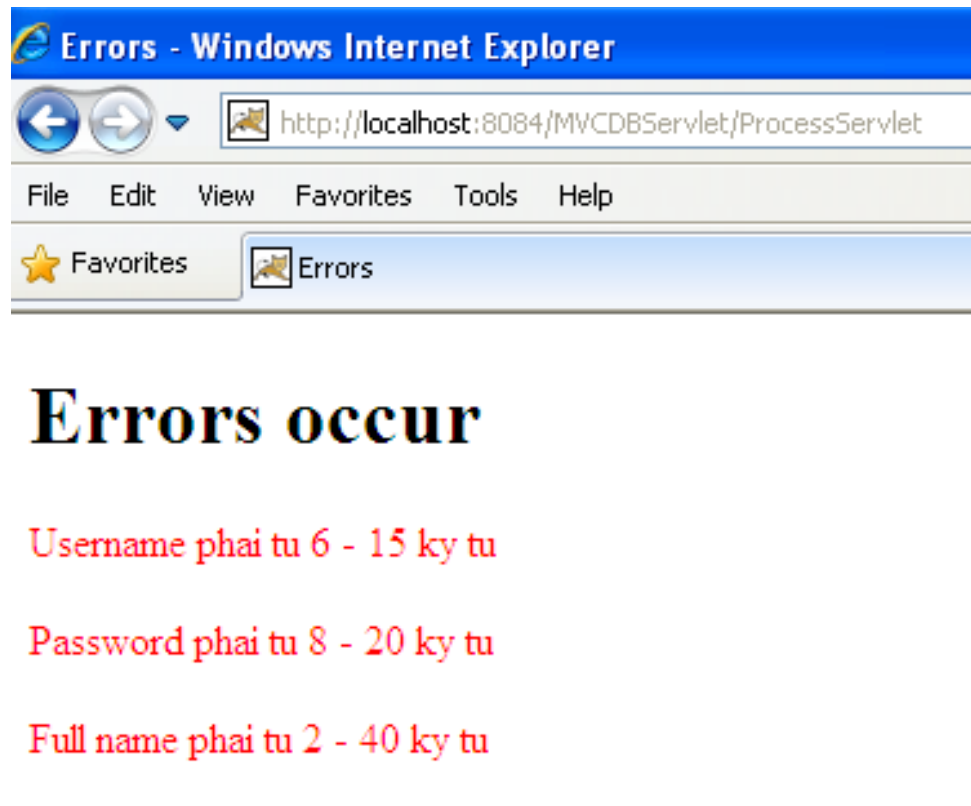 Errors - Windows Internet Explorer
http://localhost:8084/MVCDBServlet/ProcessServlet
File Edit View Favorites Tools Help
Favorites Errors
Errors occur
Username phai tu 6 - 15 ky tu
Password phai tu 8 - 20 ky tu
Full name phai tu 2 - 40 ky tu